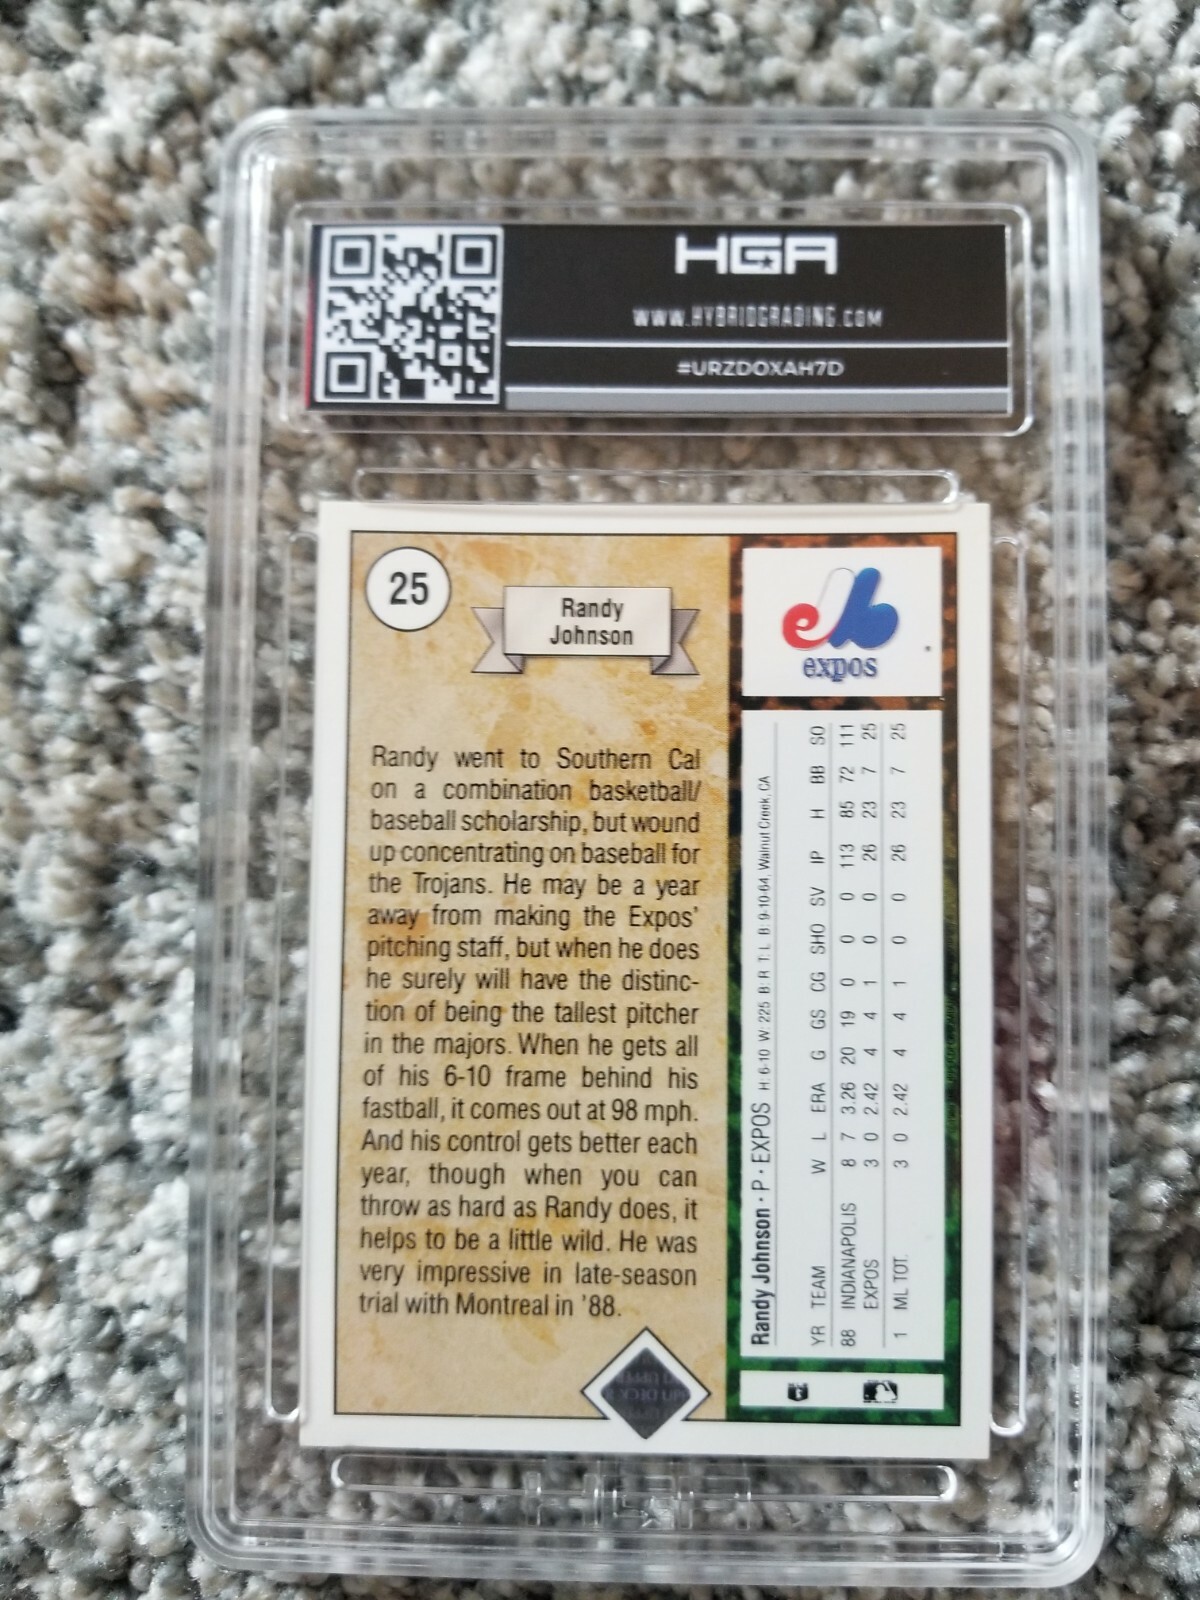 HGA
WWW.HYBRIDGRADING.COM
#URZDOXAH7D
25
Randy
Johnson
expos
Randy went to Southern Cal
on a combination basketball/
baseball scholarship, but wound
up concentrating on baseball for
the Trojans. He may be a year
away from making the Expos'
pitching staff, but when he does
he surely will have the distinc-
tion of being the tallest pitcher
in the majors. When he gets all
of his 6-10 frame behind his
fastball, it comes out at 98 mph.
And his control gets better each
year, though when you can
throw as hard as Randy does, it
helps to be a little wild. He was
very impressive in late-season
trial with Montreal in '88.
Randy Johnson • P • EXPOS H: 6-10 W: 225 B: R T: L B: 9-10-64, Walnut Creek, CA
YR TEAM W L ERA G GS CG SHO SV IP H BB SO
88 INDIANAPOLIS 8 7 3.26 20 19 0 0 0 113 85 72 111
EXPOS 3 0 2.42 4 4 1 0 0 26 23 7 25
1 ML TOT. 3 0 2.42 4 4 1 0 0 26 23 7 25